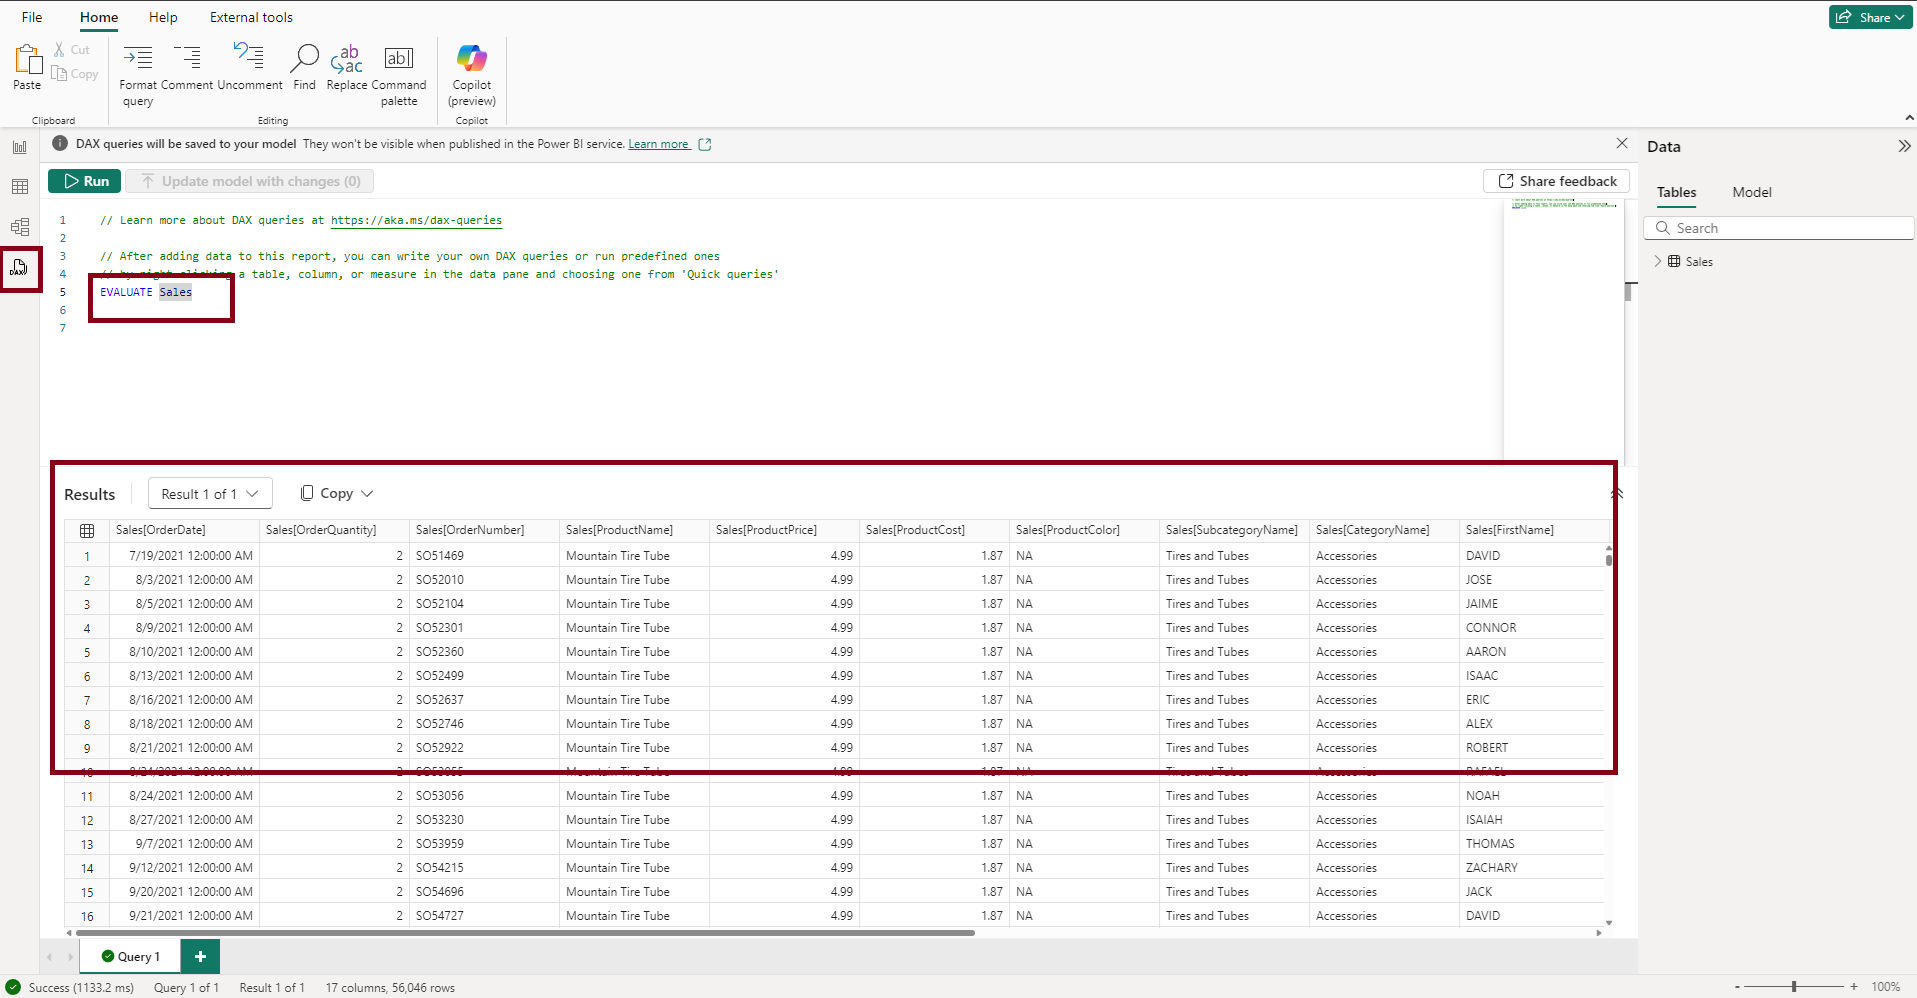 File Home Help External tools Share
Cut
Copy
Paste Format query Comment Uncomment Find Replace Command palette Copilot (preview)
Clipboard Editing Copilot
DAX queries will be saved to your model They won't be visible when published in the Power BI service. Learn more
Run Update model with changes (0) Share feedback
1 // Learn more about DAX queries at https://aka.ms/dax-queries
2
3 // After adding data to this report, you can write your own DAX queries or run predefined ones
4 // by right-clicking a table, column, or measure in the data pane and choosing one from 'Quick queries'
5 EVALUATE Sales
6
7
DAX
Data
Tables Model
Search
Sales
Results Result 1 of 1 Copy
Sales[OrderDate] Sales[OrderQuantity] Sales[OrderNumber] Sales[ProductName] Sales[ProductPrice] Sales[ProductCost] Sales[ProductColor] Sales[SubcategoryName] Sales[CategoryName] Sales[FirstName]
1 7/19/2021 12:00:00 AM 2 SO51469 Mountain Tire Tube 4.99 1.87 NA Tires and Tubes Accessories DAVID
2 8/3/2021 12:00:00 AM 2 SO52010 Mountain Tire Tube 4.99 1.87 NA Tires and Tubes Accessories JOSE
3 8/5/2021 12:00:00 AM 2 SO52104 Mountain Tire Tube 4.99 1.87 NA Tires and Tubes Accessories JAIME
4 8/9/2021 12:00:00 AM 2 SO52301 Mountain Tire Tube 4.99 1.87 NA Tires and Tubes Accessories CONNOR
5 8/10/2021 12:00:00 AM 2 SO52360 Mountain Tire Tube 4.99 1.87 NA Tires and Tubes Accessories AARON
6 8/13/2021 12:00:00 AM 2 SO52499 Mountain Tire Tube 4.99 1.87 NA Tires and Tubes Accessories ISAAC
7 8/16/2021 12:00:00 AM 2 SO52637 Mountain Tire Tube 4.99 1.87 NA Tires and Tubes Accessories ERIC
8 8/18/2021 12:00:00 AM 2 SO52746 Mountain Tire Tube 4.99 1.87 NA Tires and Tubes Accessories ALEX
9 8/21/2021 12:00:00 AM 2 SO52922 Mountain Tire Tube 4.99 1.87 NA Tires and Tubes Accessories ROBERT
10 8/24/2021 12:00:00 AM 2 Mountain Tire Tube 4.99 1.87 NA Tires and Tubes Accessories RAFAEL
11 8/24/2021 12:00:00 AM 2 SO53056 Mountain Tire Tube 4.99 1.87 NA Tires and Tubes Accessories NOAH
12 8/27/2021 12:00:00 AM 2 SO53230 Mountain Tire Tube 4.99 1.87 NA Tires and Tubes Accessories ISAIAH
13 9/7/2021 12:00:00 AM 2 SO53959 Mountain Tire Tube 4.99 1.87 NA Tires and Tubes Accessories THOMAS
14 9/12/2021 12:00:00 AM 2 SO54215 Mountain Tire Tube 4.99 1.87 NA Tires and Tubes Accessories ZACHARY
15 9/20/2021 12:00:00 AM 2 SO54696 Mountain Tire Tube 4.99 1.87 NA Tires and Tubes Accessories JACK
16 9/21/2021 12:00:00 AM 2 SO54727 Mountain Tire Tube 4.99 1.87 NA Tires and Tubes Accessories DAVID
Query 1 +
Success (1133.2 ms) Query 1 of 1 Result 1 of 1 17 columns, 56,046 rows - + 100%